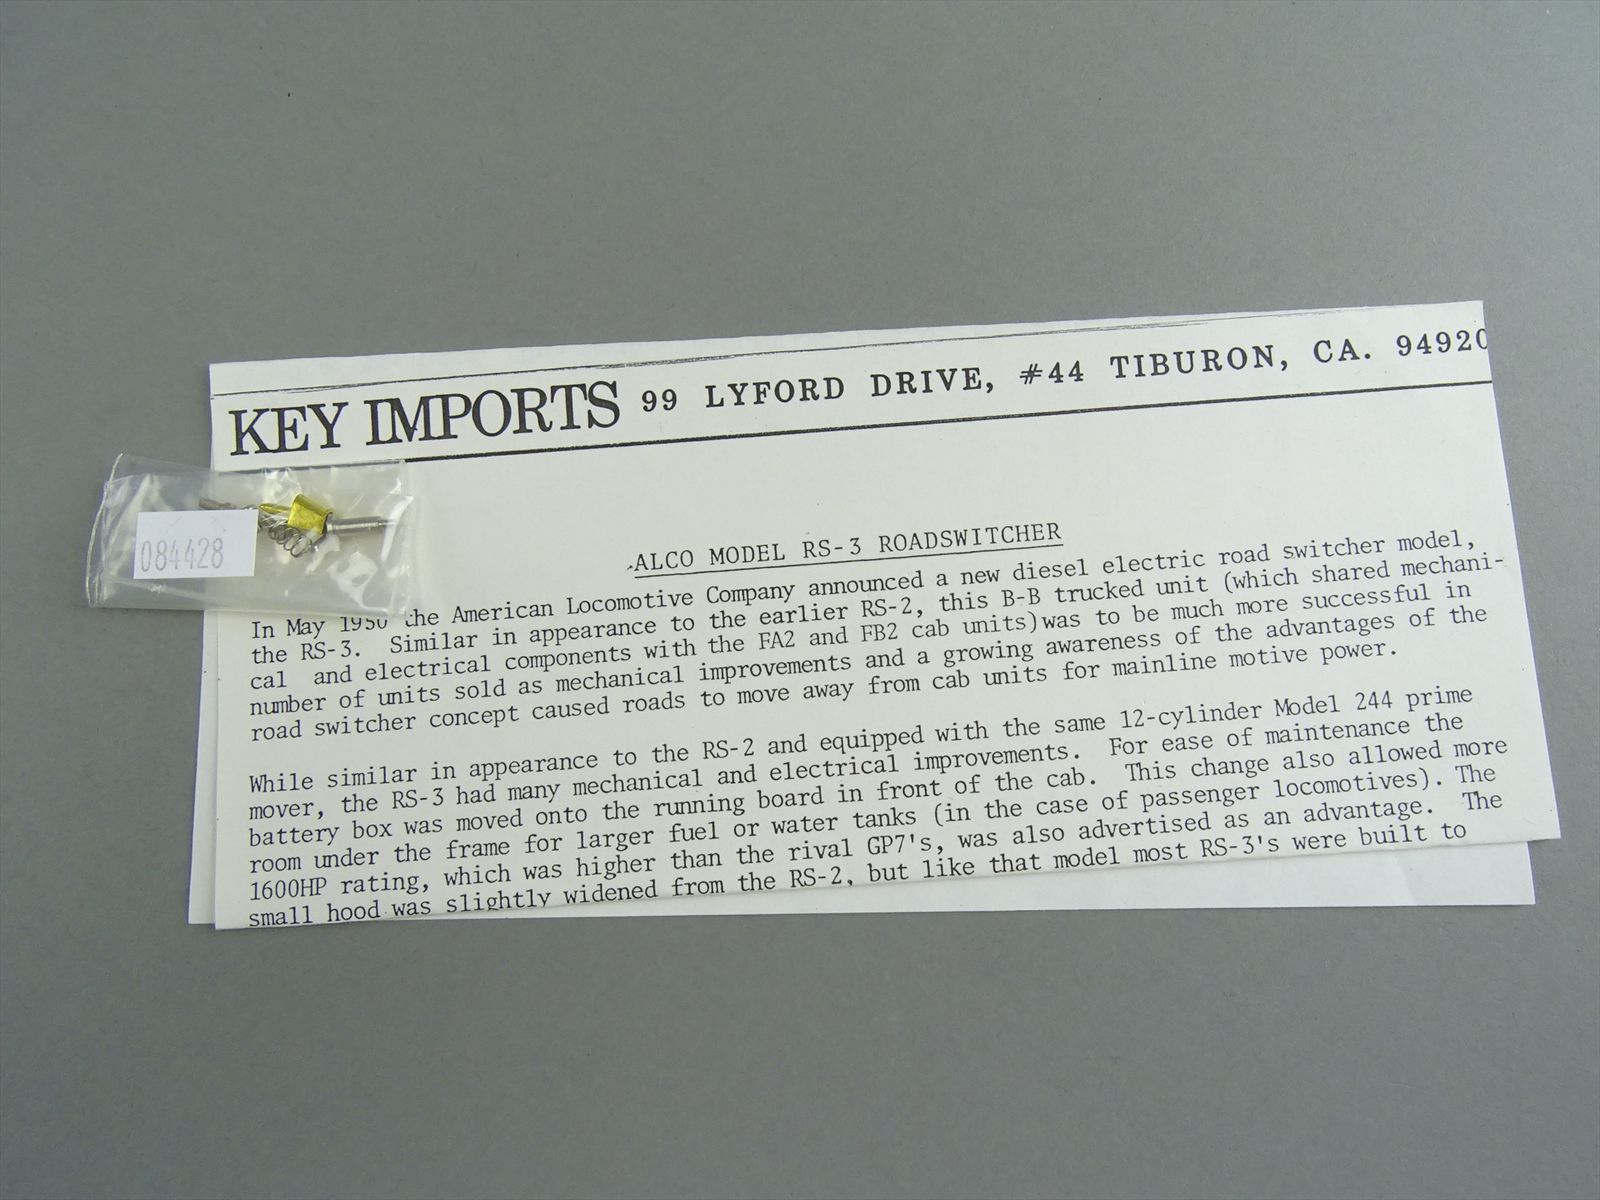 KEY IMPORTS 99 LYFORD DRIVE, #44 TIBURON, CA. 94920
084428
ALCO MODEL RS-3 ROADSWITCHER
In May 1950 the American Locomotive Company announced a new diesel electric road switcher model,
the RS-3. Similar in appearance to the earlier RS-2, this B-B trucked unit (which shared mechani-
cal and electrical components with the FA2 and FB2 cab units)was to be much more successful in
number of units sold as mechanical improvements and a growing awareness of the advantages of the
road switcher concept caused roads to move away from cab units for mainline motive power.
While similar in appearance to the RS-2 and equipped with the same 12-cylinder Model 244 prime
mover, the RS-3 had many mechanical and electrical improvements. For ease of maintenance the
battery box was moved onto the running board in front of the cab. This change also allowed more
room under the frame for larger fuel or water tanks (in the case of passenger locomotives). The
1600HP rating, which was higher than the rival GP7's, was also advertised as an advantage. The
small hood was slightly widened from the RS-2, but like that model most RS-3's were built to